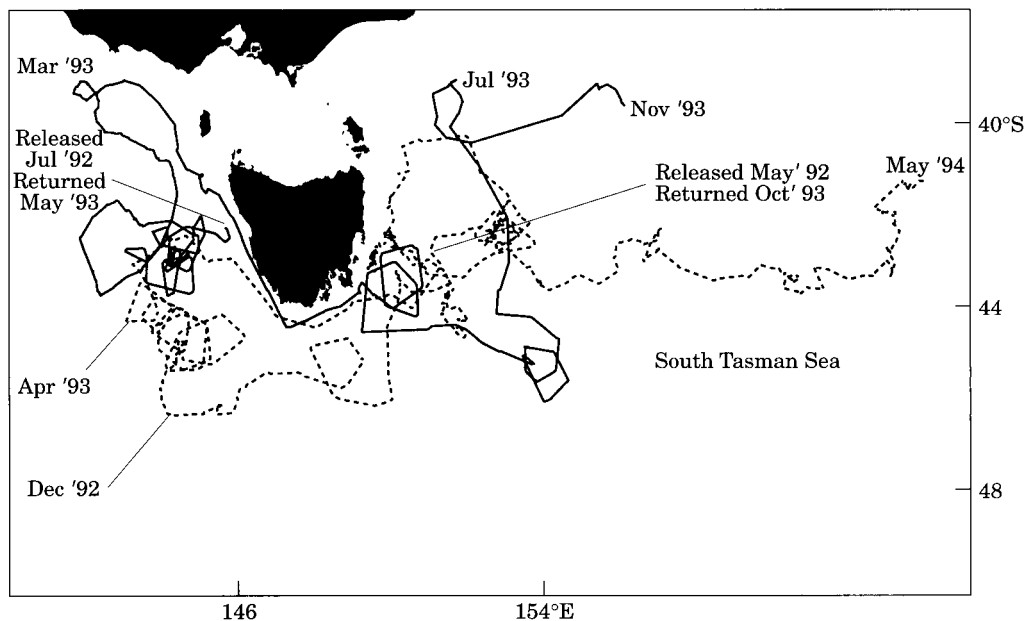 Mar '93
Jul '93
Nov '93
40°S
Released
Jul '92
Returned
May '93
Released May' 92
Returned Oct' 93
May '94
44
South Tasman Sea
Apr '93
Dec '92
48
146
154°E